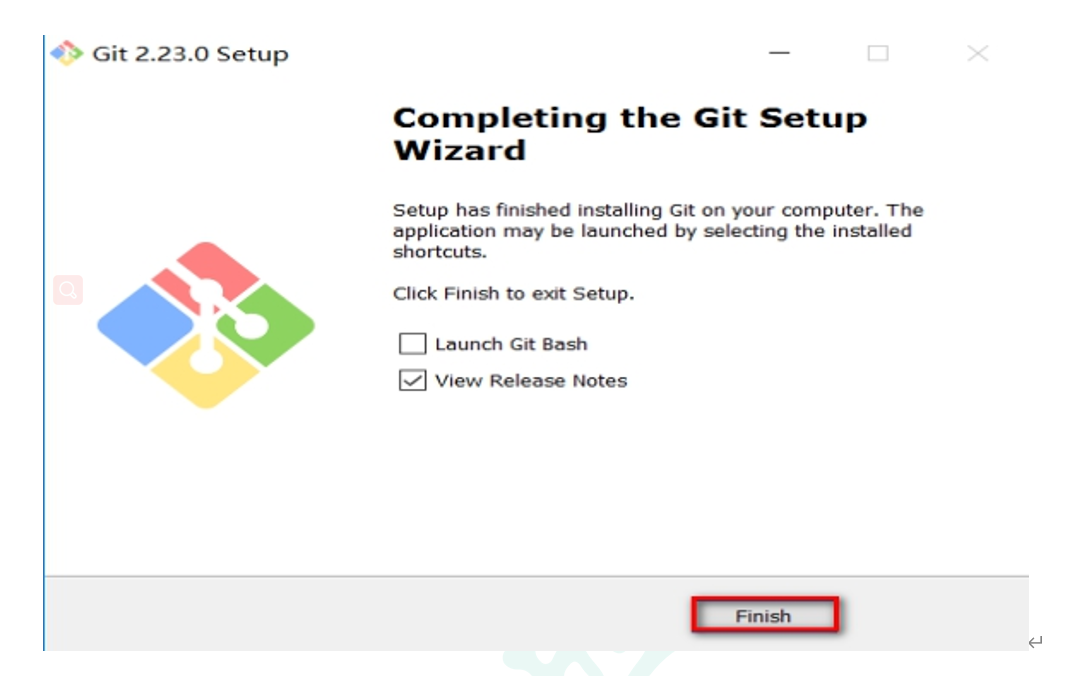 Git 2.23.0 Setup
Completing the Git Setup
Wizard
Setup has finished installing Git on your computer. The
application may be launched by selecting the installed
shortcuts.
Click Finish to exit Setup.
Launch Git Bash
View Release Notes
Finish